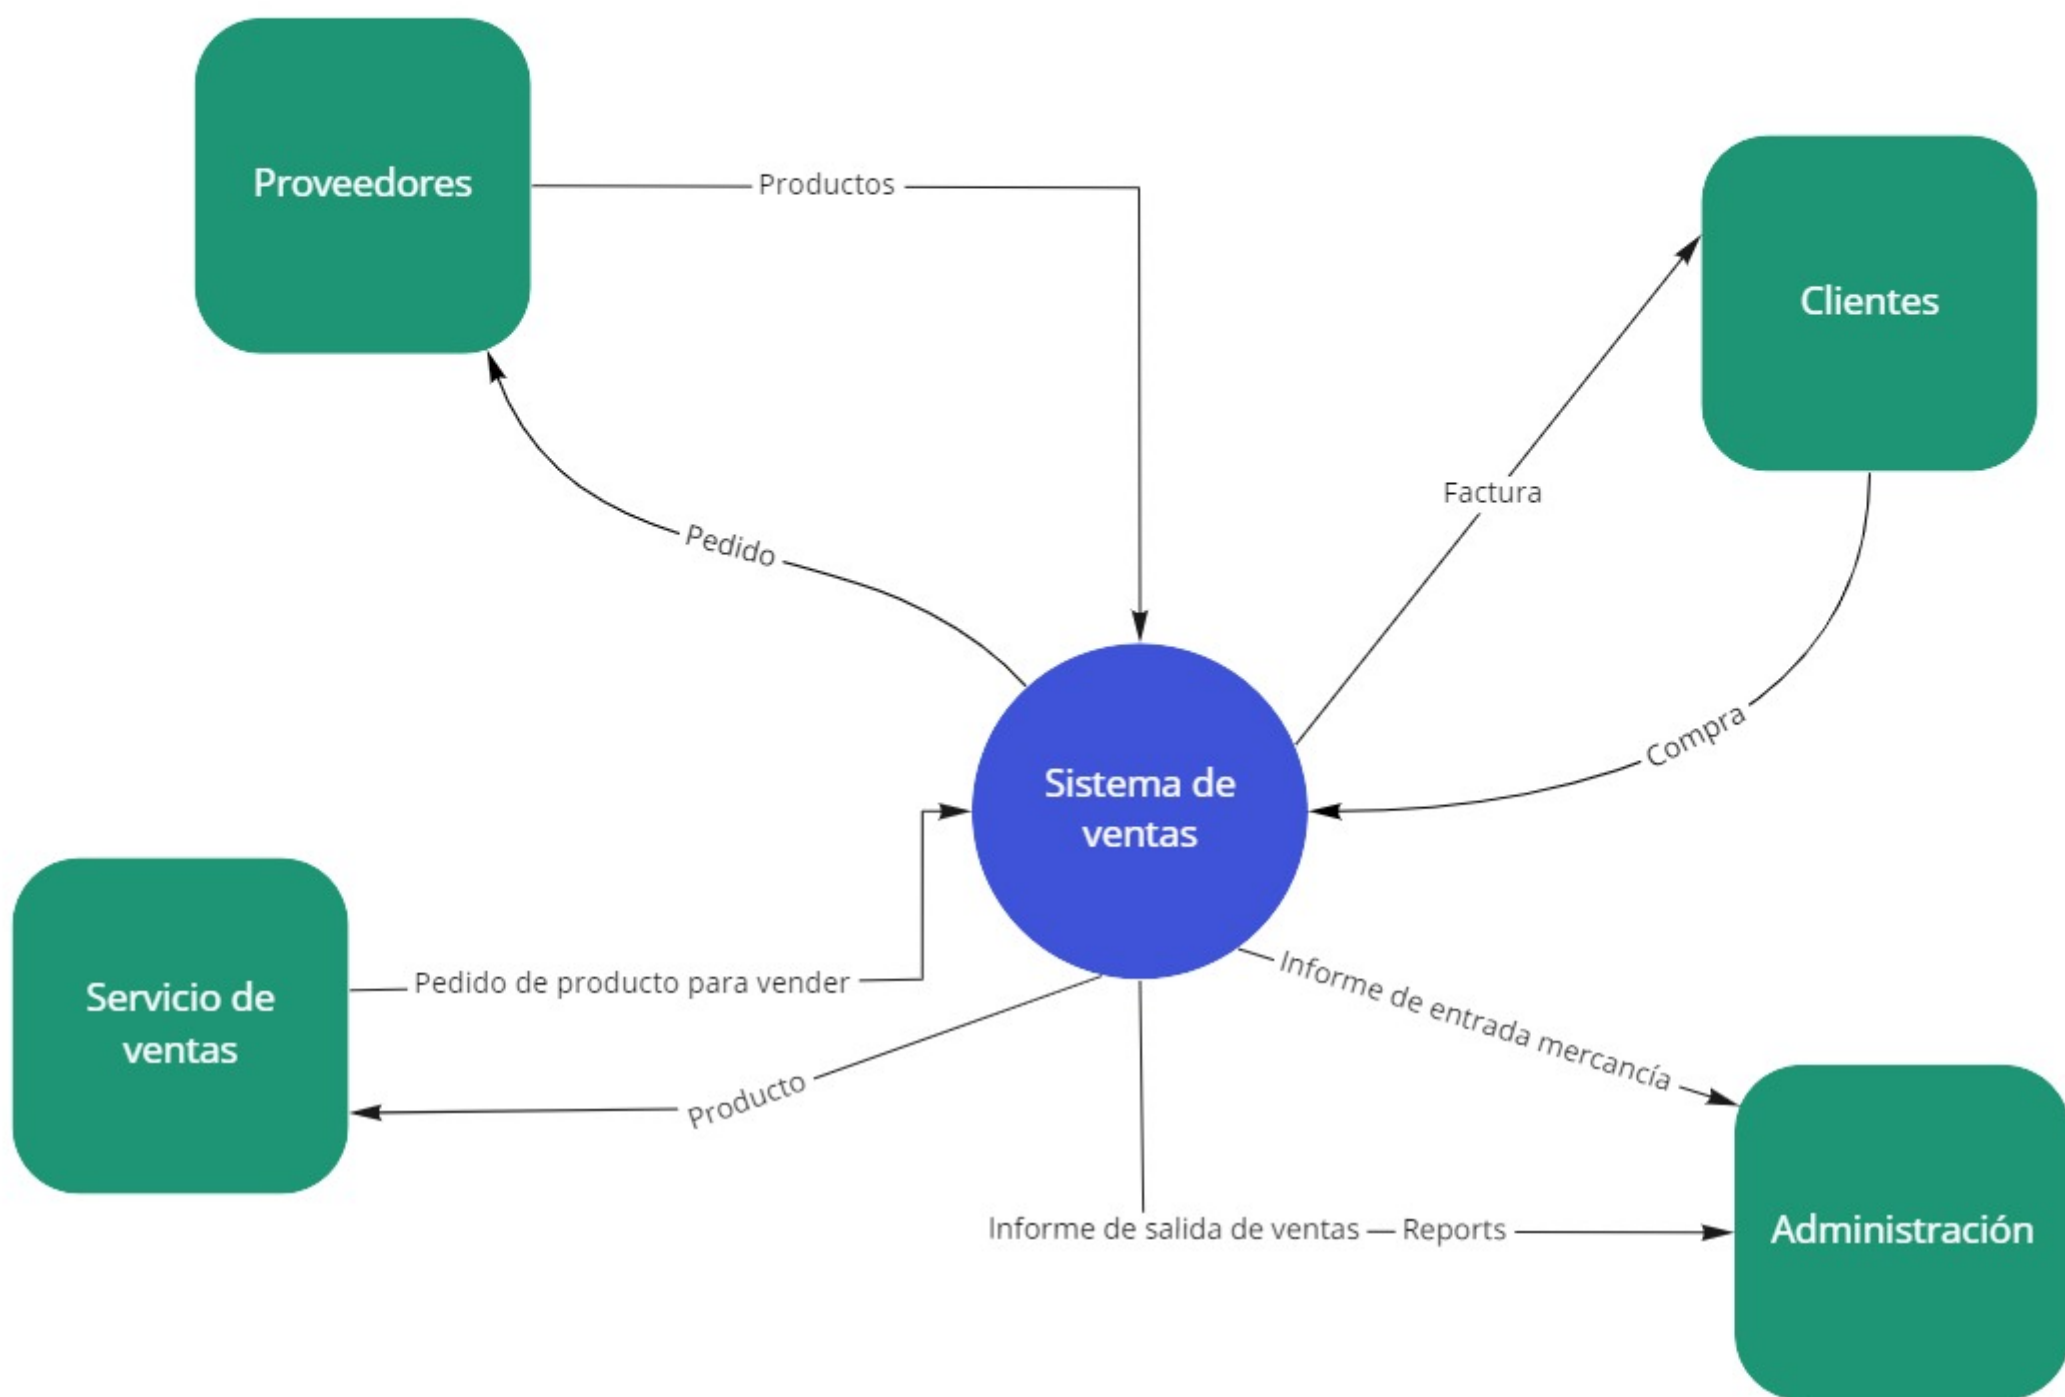 Proveedores
Productos
Clientes
Factura
Pedido
Compra
Sistema de
ventas
Pedido de producto para vender
Servicio de
ventas
Producto
Informe de entrada mercancía
Informe de salida de ventas
Reports
Administración